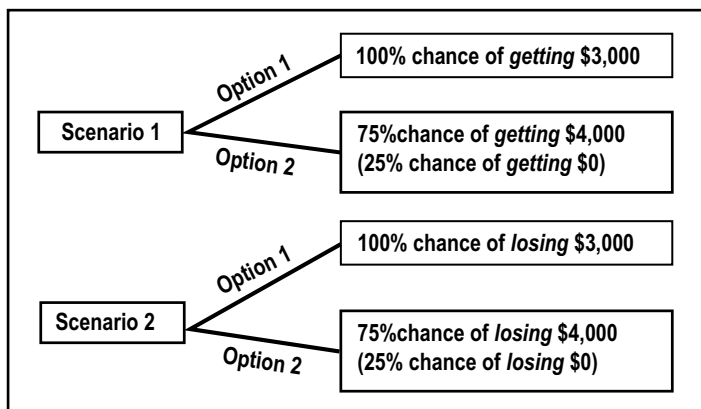 Scenario 1
Option 1
100% chance of getting $3,000
Option 2
75%chance of getting $4,000
(25% chance of getting $0)
Scenario 2
Option 1
100% chance of losing $3,000
Option 2
75%chance of losing $4,000
(25% chance of losing $0)